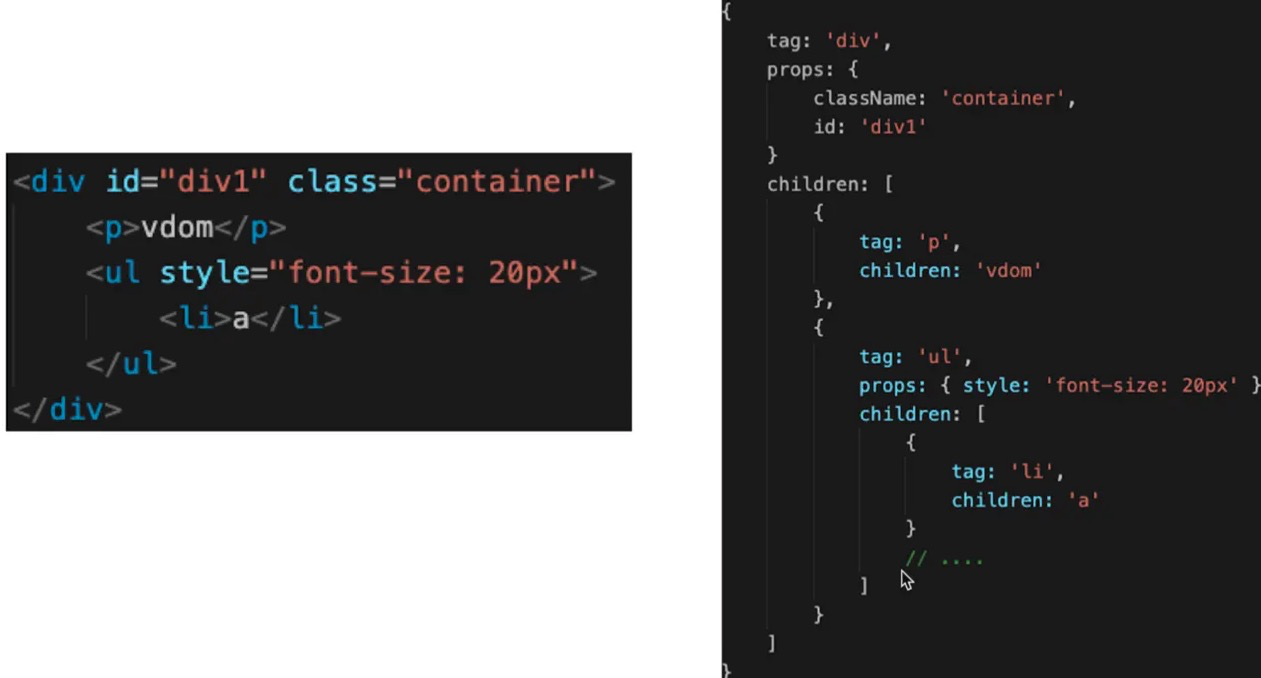 <div id="div1" class="container">
<p>vdom</p>
<ul style="font-size: 20px">
<li>a</li>
</ul>
</div>
{
tag: 'div',
props: {
className: 'container',
id: 'div1'
}
children: [
{
tag: 'p',
children: 'vdom'
},
{
tag: 'ul',
props: { style: 'font-size: 20px' }
children: [
{
tag: 'li',
children: 'a'
}
// ....
]
}
]
}